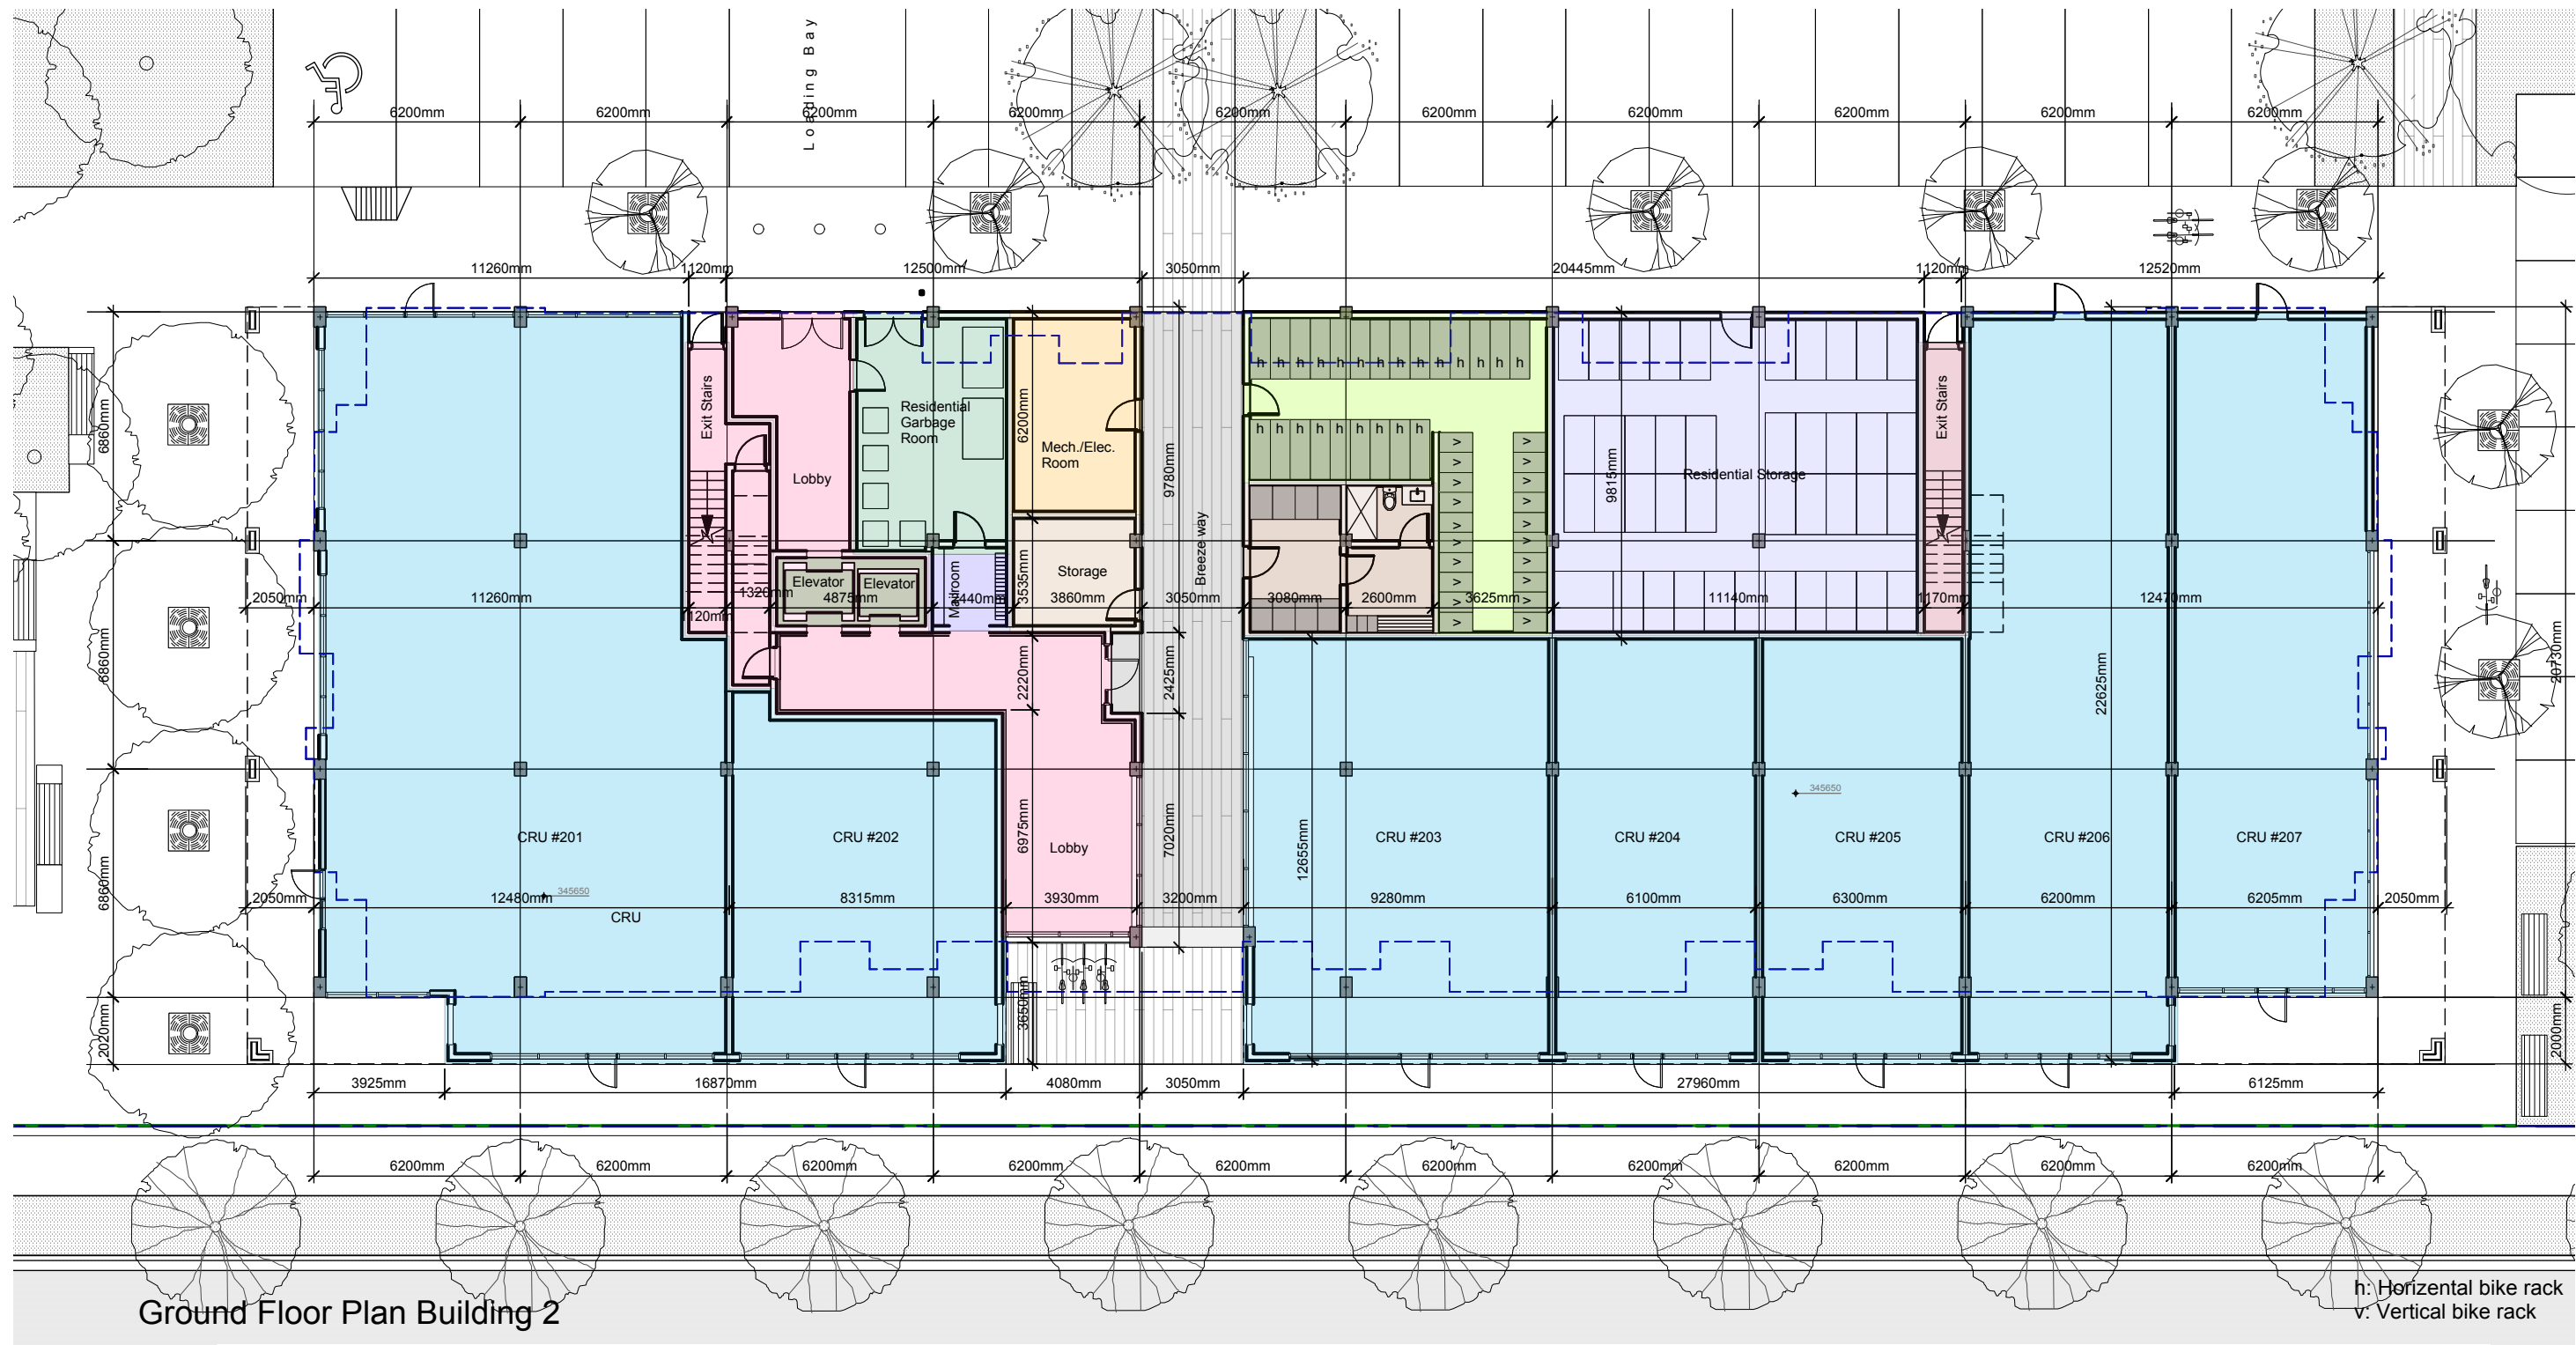 Loading Bay
6200mm 6200mm 6200mm 6200mm 6200mm 6200mm 6200mm 6200mm 6200mm 6200mm
11260mm 1120mm 12500mm 3050mm 20445mm 1120mm 12520mm
h h h h h h h h h h h h h
Exit Stairs
Residential
Garbage
Room
6200mm
Mech./Elec.
Room
Lobby
9780mm
h h h h h h h h h
v v v v v v v v v v
v v v v v v v v v v
9815mm
Residential Storage
Exit Stairs
6860mm
6860mm
6860mm
2020mm
Breeze way
Elevator
Elevator
Mailroom
3535mm
Storage
2050mm 11260mm 1120mm 1320mm 4875mm 440mm 3860mm 3050mm 3080mm 2600mm 3625mm 11140mm 1170mm 12470mm
2220mm
2425mm
22625mm
20730mm
345650
6975mm
7020mm
12655mm
CRU #201
CRU #202
Lobby
CRU #203
CRU #204
CRU #205
CRU #206
CRU #207
345650
2050mm 12480mm 8315mm 3930mm 3200mm 9280mm 6100mm 6300mm 6200mm 6205mm 2050mm
CRU
3650mm
2000mm
3925mm 16870mm 4080mm 3050mm 27960mm 6125mm
6200mm 6200mm 6200mm 6200mm 6200mm 6200mm 6200mm 6200mm 6200mm 6200mm
Ground Floor Plan Building 2
h: Horizental bike rack
v: Vertical bike rack